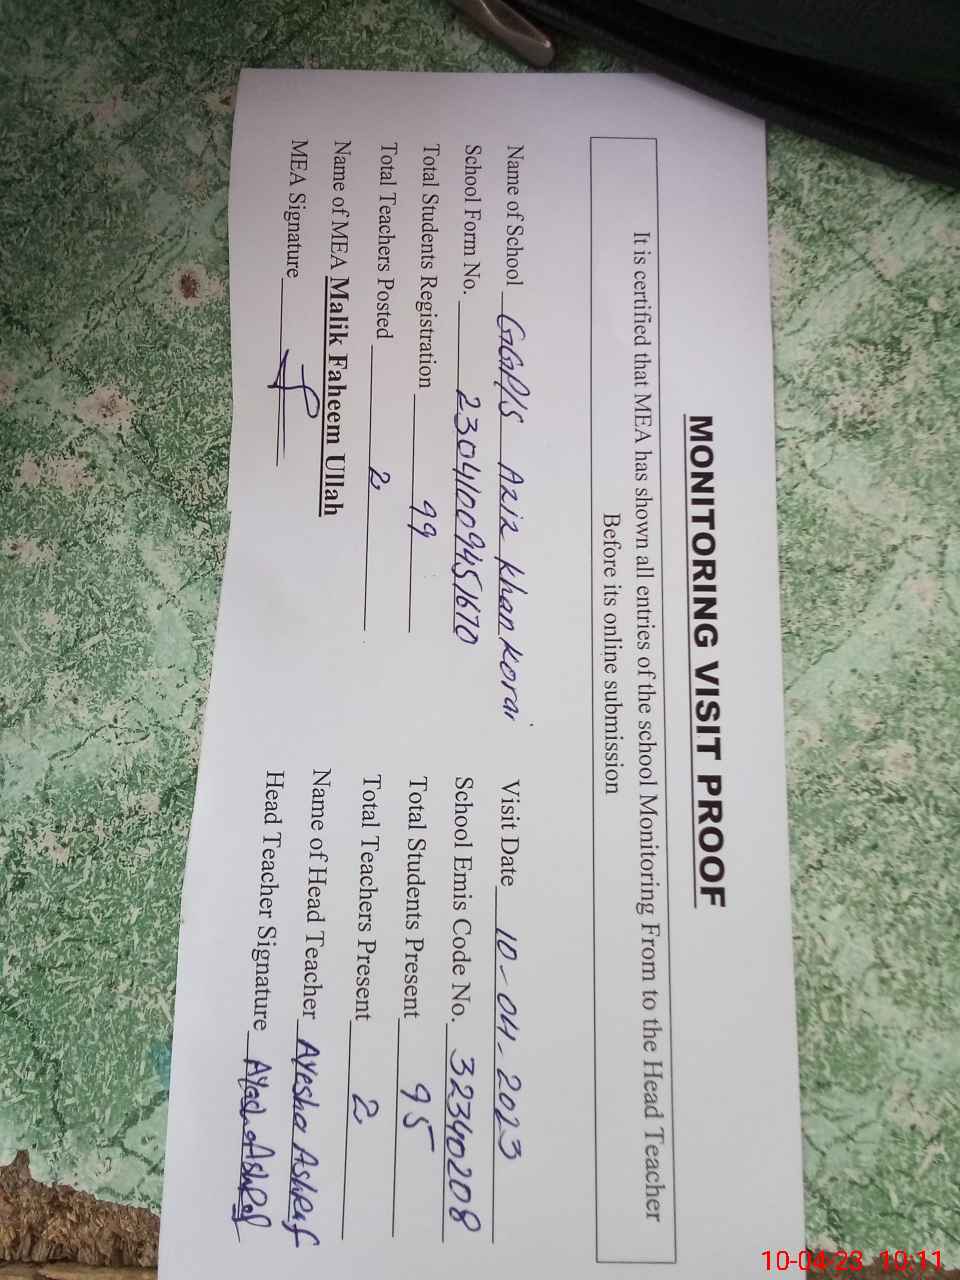 MONITORING VISIT PROOF
It is certified that MEA has shown all entries of the school Monitoring From to the Head Teacher
Before its online submission
Name of School GGP/S Aziz Khan Korai Visit Date 10-04-2023
School Form No. 23041009451670 School Emis Code No. 32340208
Total Students Registration 99 Total Students Present 95
Total Teachers Posted 2 Total Teachers Present 2
Name of MEA Malik Faheem Ullah Name of Head Teacher Ayesha Ashraf
MEA Signature Head Teacher Signature
10-04-23 10:11